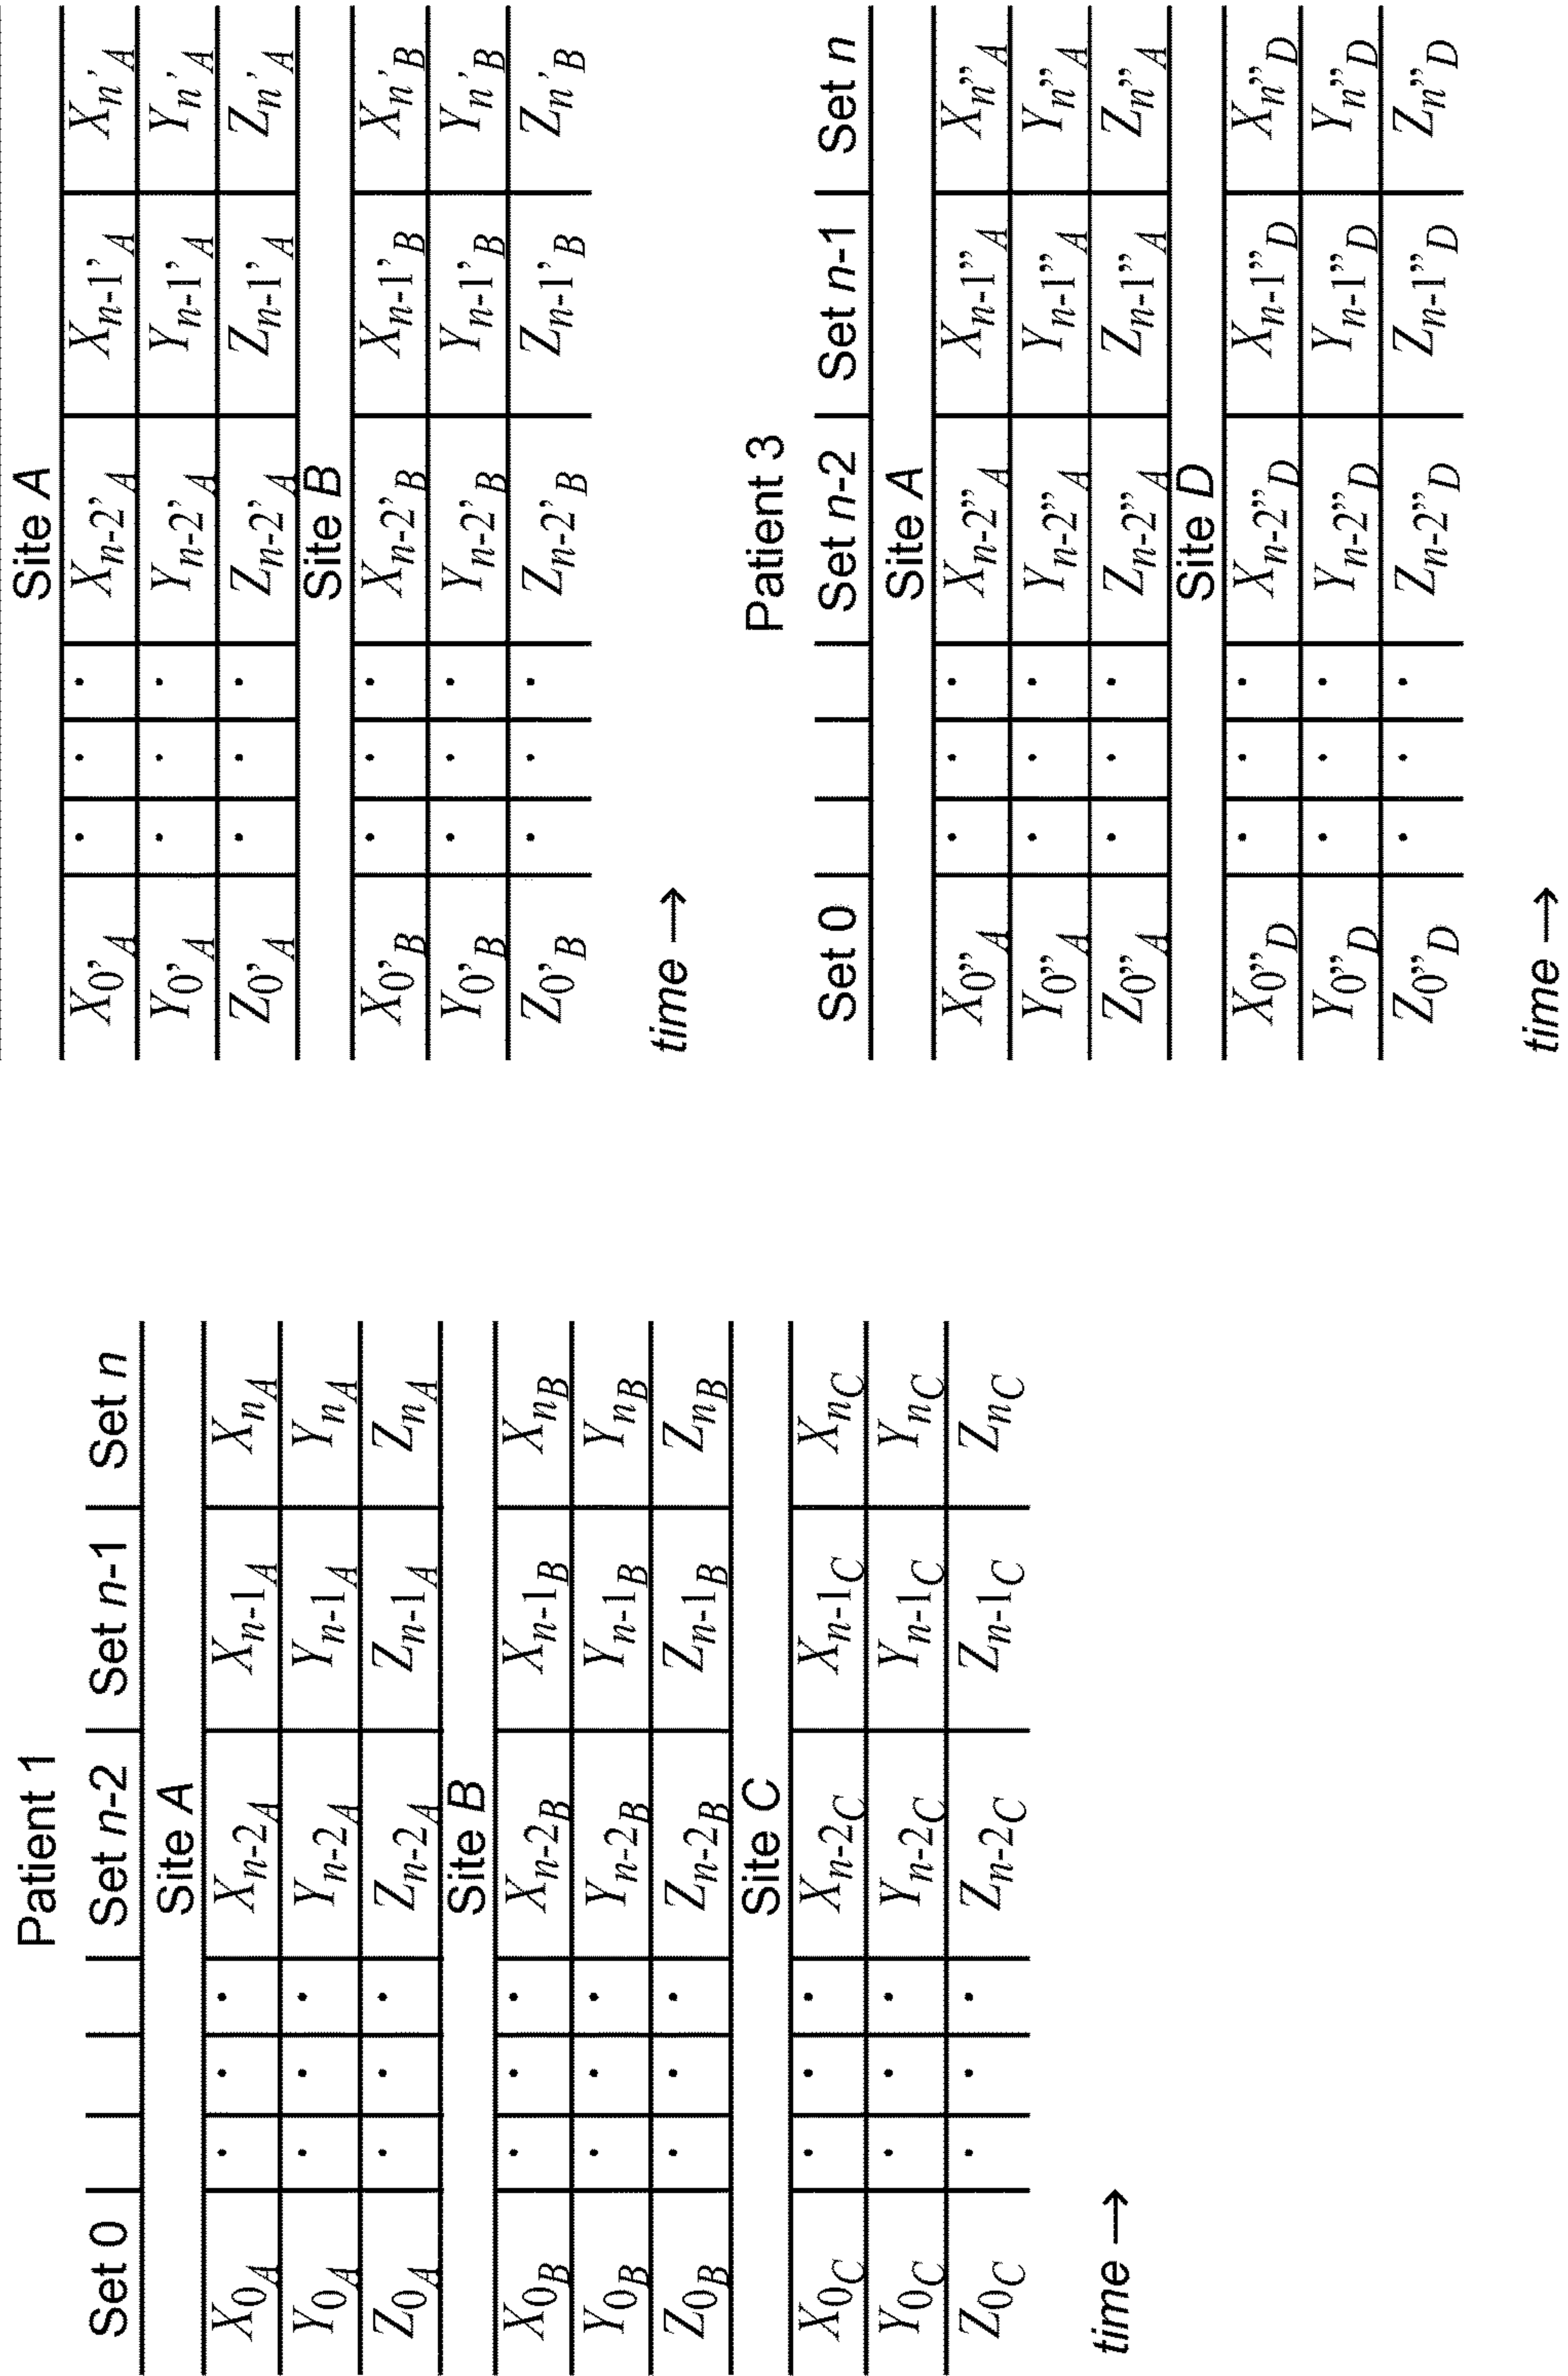 Patient 1
Set 0 Set n-2 Set n-1 Set n
Site A
X0A . . . Xn-2A Xn-1A XnA
Y0A . . . Yn-2A Yn-1A YnA
Z0A . . . Zn-2A Zn-1A ZnA
Site B
X0B . . . Xn-2B Xn-1B XnB
Y0B . . . Yn-2B Yn-1B YnB
Z0B . . . Zn-2B Zn-1B ZnB
Site C
X0C . . . Xn-2C Xn-1C XnC
Y0C . . . Yn-2C Yn-1C YnC
Z0C . . . Zn-2C Zn-1C ZnC
time →
Site A
X0'A . . . Xn-2'A Xn-1'A Xn'A
Y0'A . . . Yn-2'A Yn-1'A Yn'A
Z0'A . . . Zn-2'A Zn-1'A Zn'A
Site B
X0'B . . . Xn-2'B Xn-1'B Xn'B
Y0'B . . . Yn-2'B Yn-1'B Yn'B
Z0'B . . . Zn-2'B Zn-1'B Zn'B
time →
Patient 3
Set 0 Set n-2 Set n-1 Set n
Site A
X0”A . . . Xn-2”A Xn-1”A Xn”A
Y0”A . . . Yn-2”A Yn-1”A Yn”A
Z0”A . . . Zn-2”A Zn-1”A Zn”A
Site D
X0”D . . . Xn-2”D Xn-1”D Xn”D
Y0”D . . . Yn-2”D Yn-1”D Yn”D
Z0”D . . . Zn-2”D Zn-1”D Zn”D
time →